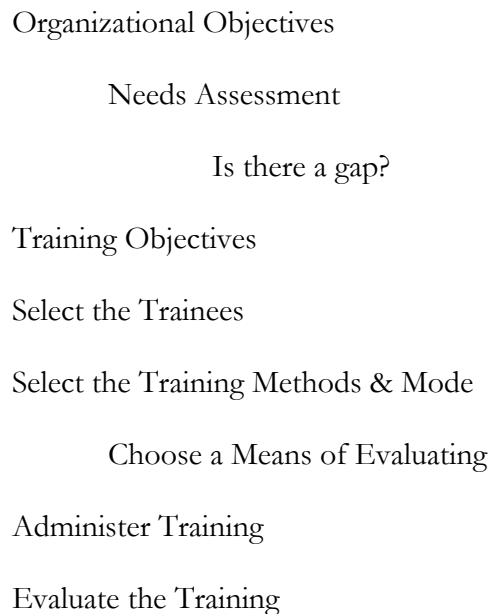 Organizational Objectives
Needs Assessment
Is there a gap?
Training Objectives
Select the Trainees
Select the Training Methods & Mode
Choose a Means of Evaluating
Administer Training
Evaluate the Training